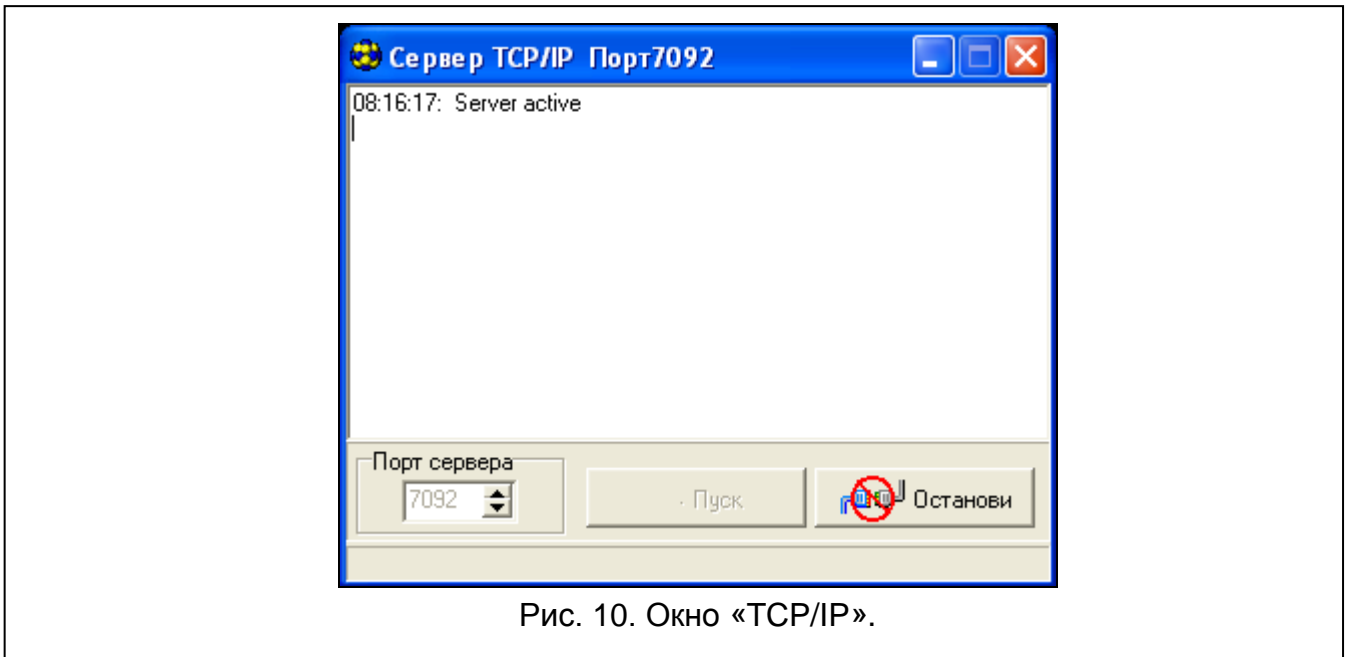 Сервер TCP/IP Порт7092
08:16:17: Server active
Порт сервера
7092
Пуск
Останови
Рис. 10. Окно «TCP/IP».